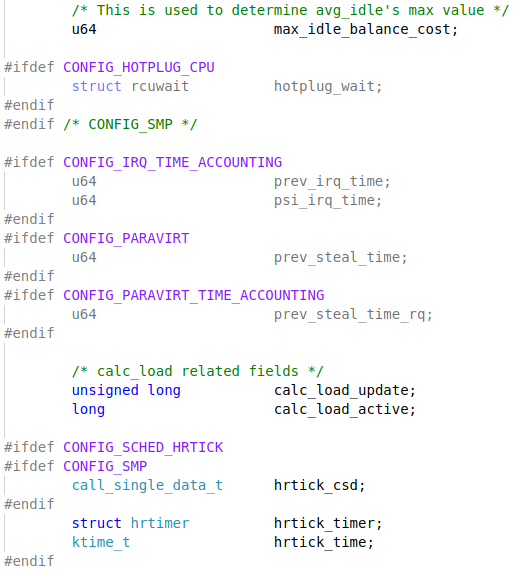 /* This is used to determine avg_idle's max value */
u64 max_idle_balance_cost;
#ifdef CONFIG_HOTPLUG_CPU
struct rcuwait hotplug_wait;
#endif
#endif /* CONFIG_SMP */
#ifdef CONFIG_IRQ_TIME_ACCOUNTING
u64 prev_irq_time;
u64 psi_irq_time;
#endif
#ifdef CONFIG_PARAVIRT
u64 prev_steal_time;
#endif
#ifdef CONFIG_PARAVIRT_TIME_ACCOUNTING
u64 prev_steal_time_rq;
#endif
/* calc_load related fields */
unsigned long calc_load_update;
long calc_load_active;
#ifdef CONFIG_SCHED_HRTICK
#ifdef CONFIG_SMP
call_single_data_t hrtick_csd;
#endif
struct hrtimer hrtick_timer;
ktime_t hrtick_time;
#endif